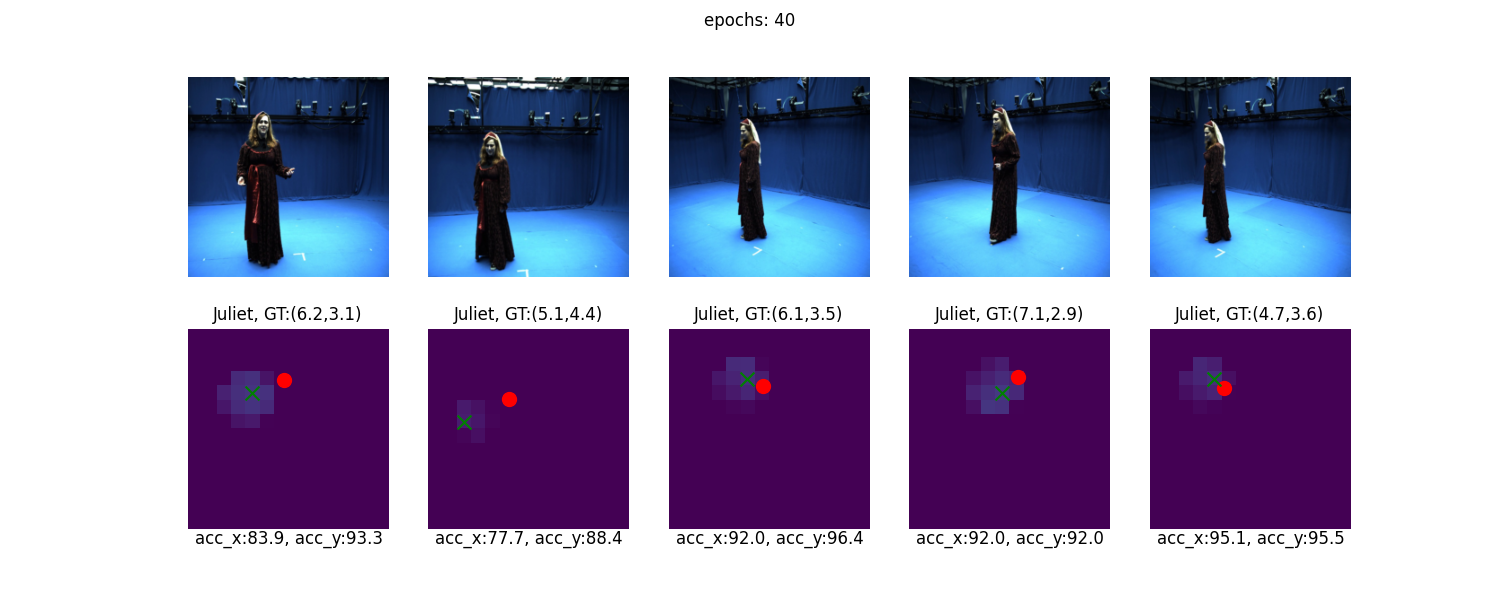 epochs: 40
Juliet, GT:(6.2,3.1)
Juliet, GT:(5.1,4.4)
Juliet, GT:(6.1,3.5)
Juliet, GT:(7.1,2.9)
Juliet, GT:(4.7,3.6)
acc_x:83.9, acc_y:93.3
acc_x:77.7, acc_y:88.4
acc_x:92.0, acc_y:96.4
acc_x:92.0, acc_y:92.0
acc_x:95.1, acc_y:95.5